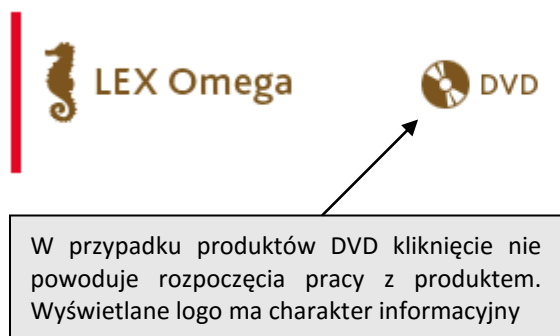 LEX Omega
DVD
W przypadku produktów DVD kliknięcie nie
powoduje rozpoczęcia pracy z produktem.
Wyświetlane logo ma charakter informacyjny